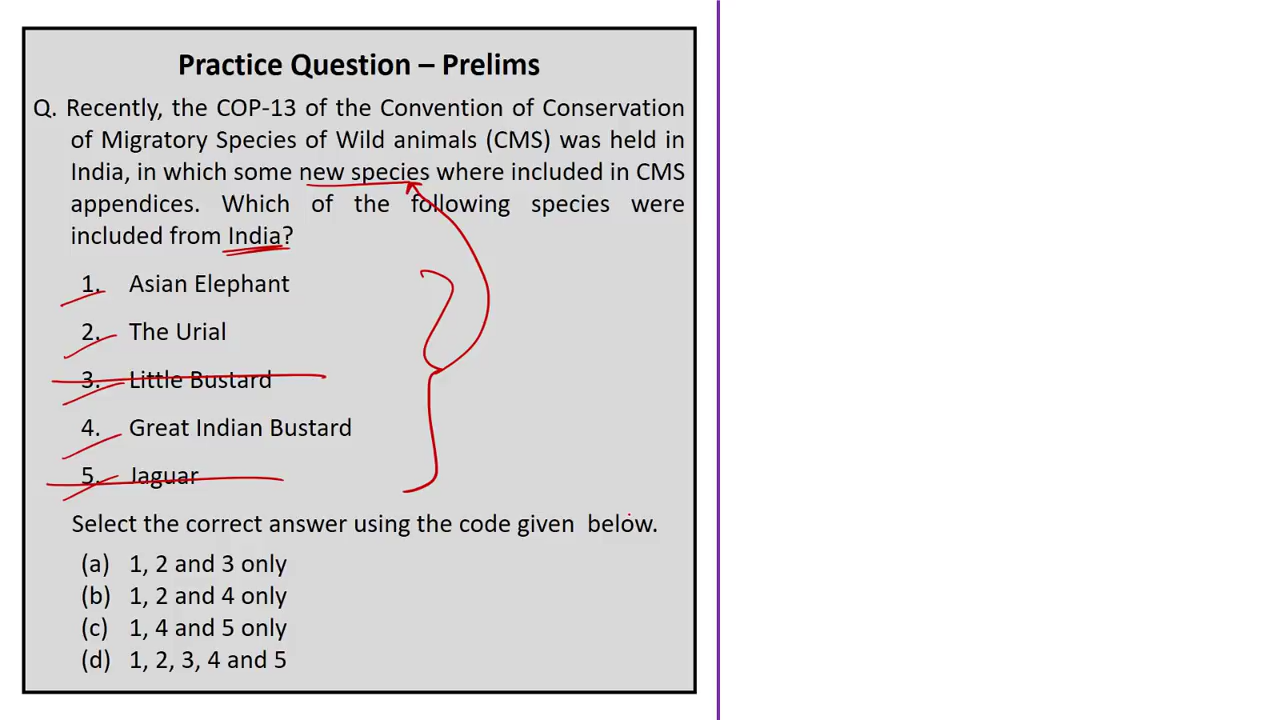 Practice Question – Prelims
Q. Recently, the COP-13 of the Convention of Conservation
of Migratory Species of Wild animals (CMS) was held in
India, in which some new species where included in CMS
appendices. Which of the following species were
included from India?
1. Asian Elephant
2. The Urial
3. Little Bustard
4. Great Indian Bustard
5. Jaguar
Select the correct answer using the code given below.
(a) 1, 2 and 3 only
(b) 1, 2 and 4 only
(c) 1, 4 and 5 only
(d) 1, 2, 3, 4 and 5